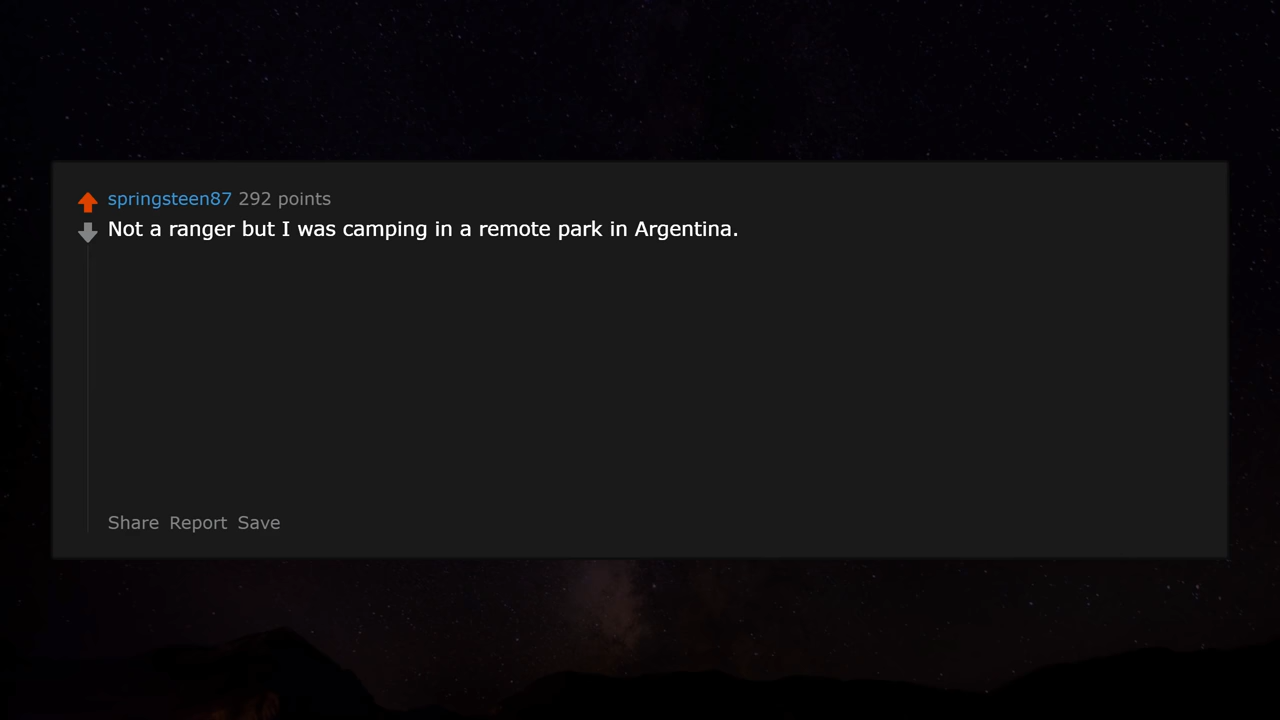 springsteen87 292 points
Not a ranger but I was camping in a remote park in Argentina.
Share Report Save